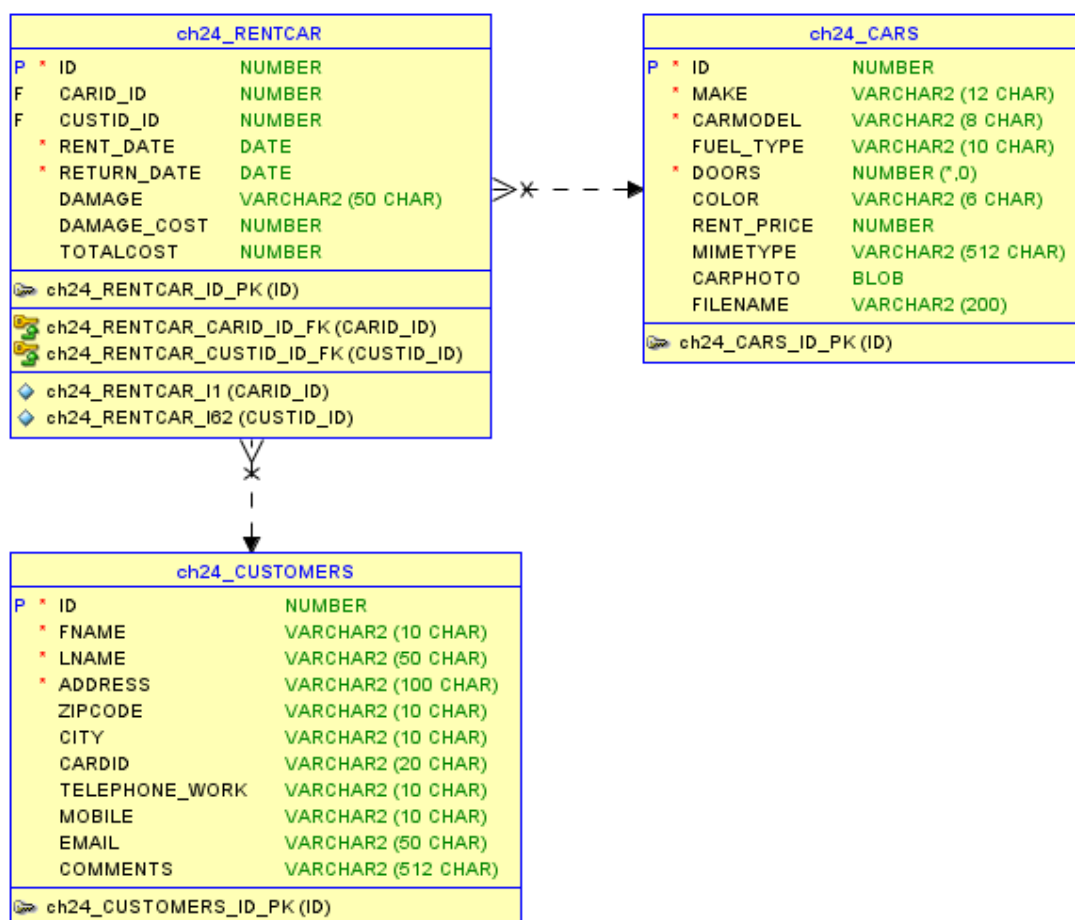 ch24_RENTCAR
P * ID NUMBER
F CARID_ID NUMBER
F CUSTID_ID NUMBER
* RENT_DATE DATE
* RETURN_DATE DATE
DAMAGE VARCHAR2 (50 CHAR)
DAMAGE_COST NUMBER
TOTALCOST NUMBER
ch24_RENTCAR_ID_PK (ID)
ch24_RENTCAR_CARID_ID_FK (CARID_ID)
ch24_RENTCAR_CUSTID_ID_FK (CUSTID_ID)
ch24_RENTCAR_I1 (CARID_ID)
ch24_RENTCAR_I62 (CUSTID_ID)
ch24_CARS
P * ID NUMBER
* MAKE VARCHAR2 (12 CHAR)
* CARMODEL VARCHAR2 (8 CHAR)
FUEL_TYPE VARCHAR2 (10 CHAR)
* DOORS NUMBER (*,0)
COLOR VARCHAR2 (6 CHAR)
RENT_PRICE NUMBER
MIMETYPE VARCHAR2 (512 CHAR)
CARPHOTO BLOB
FILENAME VARCHAR2 (200)
ch24_CARS_ID_PK (ID)
ch24_CUSTOMERS
P * ID NUMBER
* FNAME VARCHAR2 (10 CHAR)
* LNAME VARCHAR2 (50 CHAR)
* ADDRESS VARCHAR2 (100 CHAR)
ZIPCODE VARCHAR2 (10 CHAR)
CITY VARCHAR2 (10 CHAR)
CARDID VARCHAR2 (20 CHAR)
TELEPHONE_WORK VARCHAR2 (10 CHAR)
MOBILE VARCHAR2 (10 CHAR)
EMAIL VARCHAR2 (50 CHAR)
COMMENTS VARCHAR2 (512 CHAR)
ch24_CUSTOMERS_ID_PK (ID)